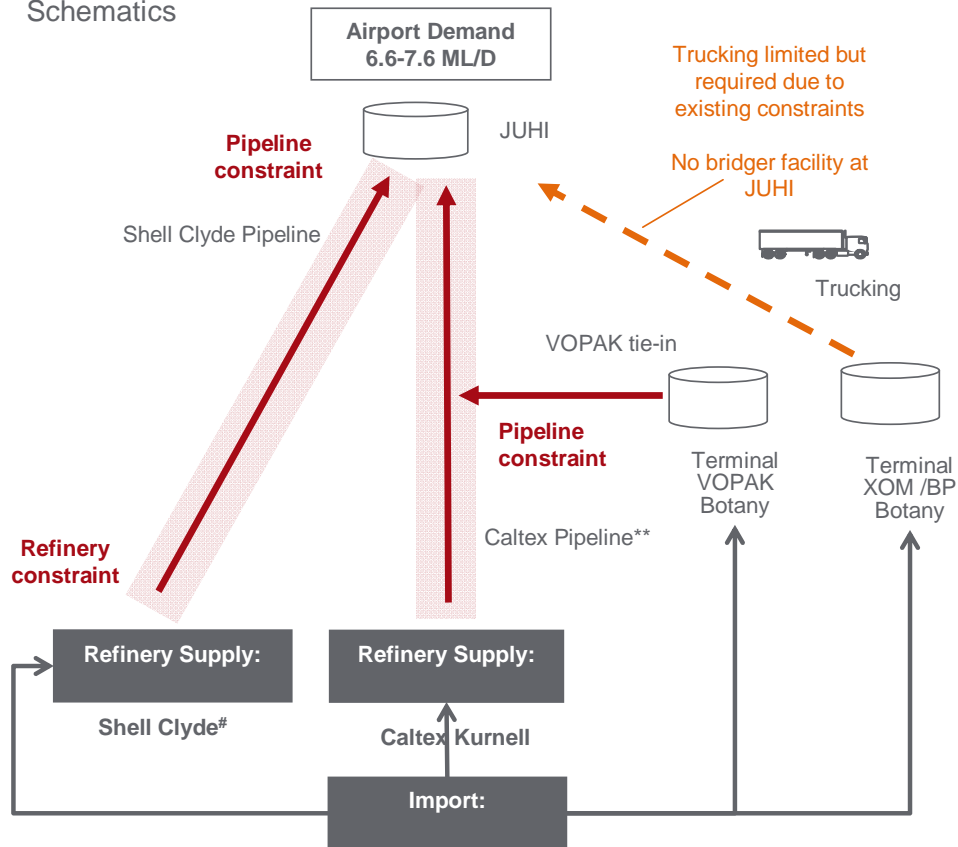 Schematics
Airport Demand
6.6-7.6 ML/D
Trucking limited but
required due to
existing constraints
JUHI
Pipeline
constraint
No bridger facility at
JUHI
Shell Clyde Pipeline
Trucking
VOPAK tie-in
Pipeline
constraint
Terminal
VOPAK
Botany
Terminal
XOM /BP
Botany
Caltex Pipeline**
Refinery
constraint
Refinery Supply:
Refinery Supply:
Shell Clyde#
Caltex Kurnell
Import: